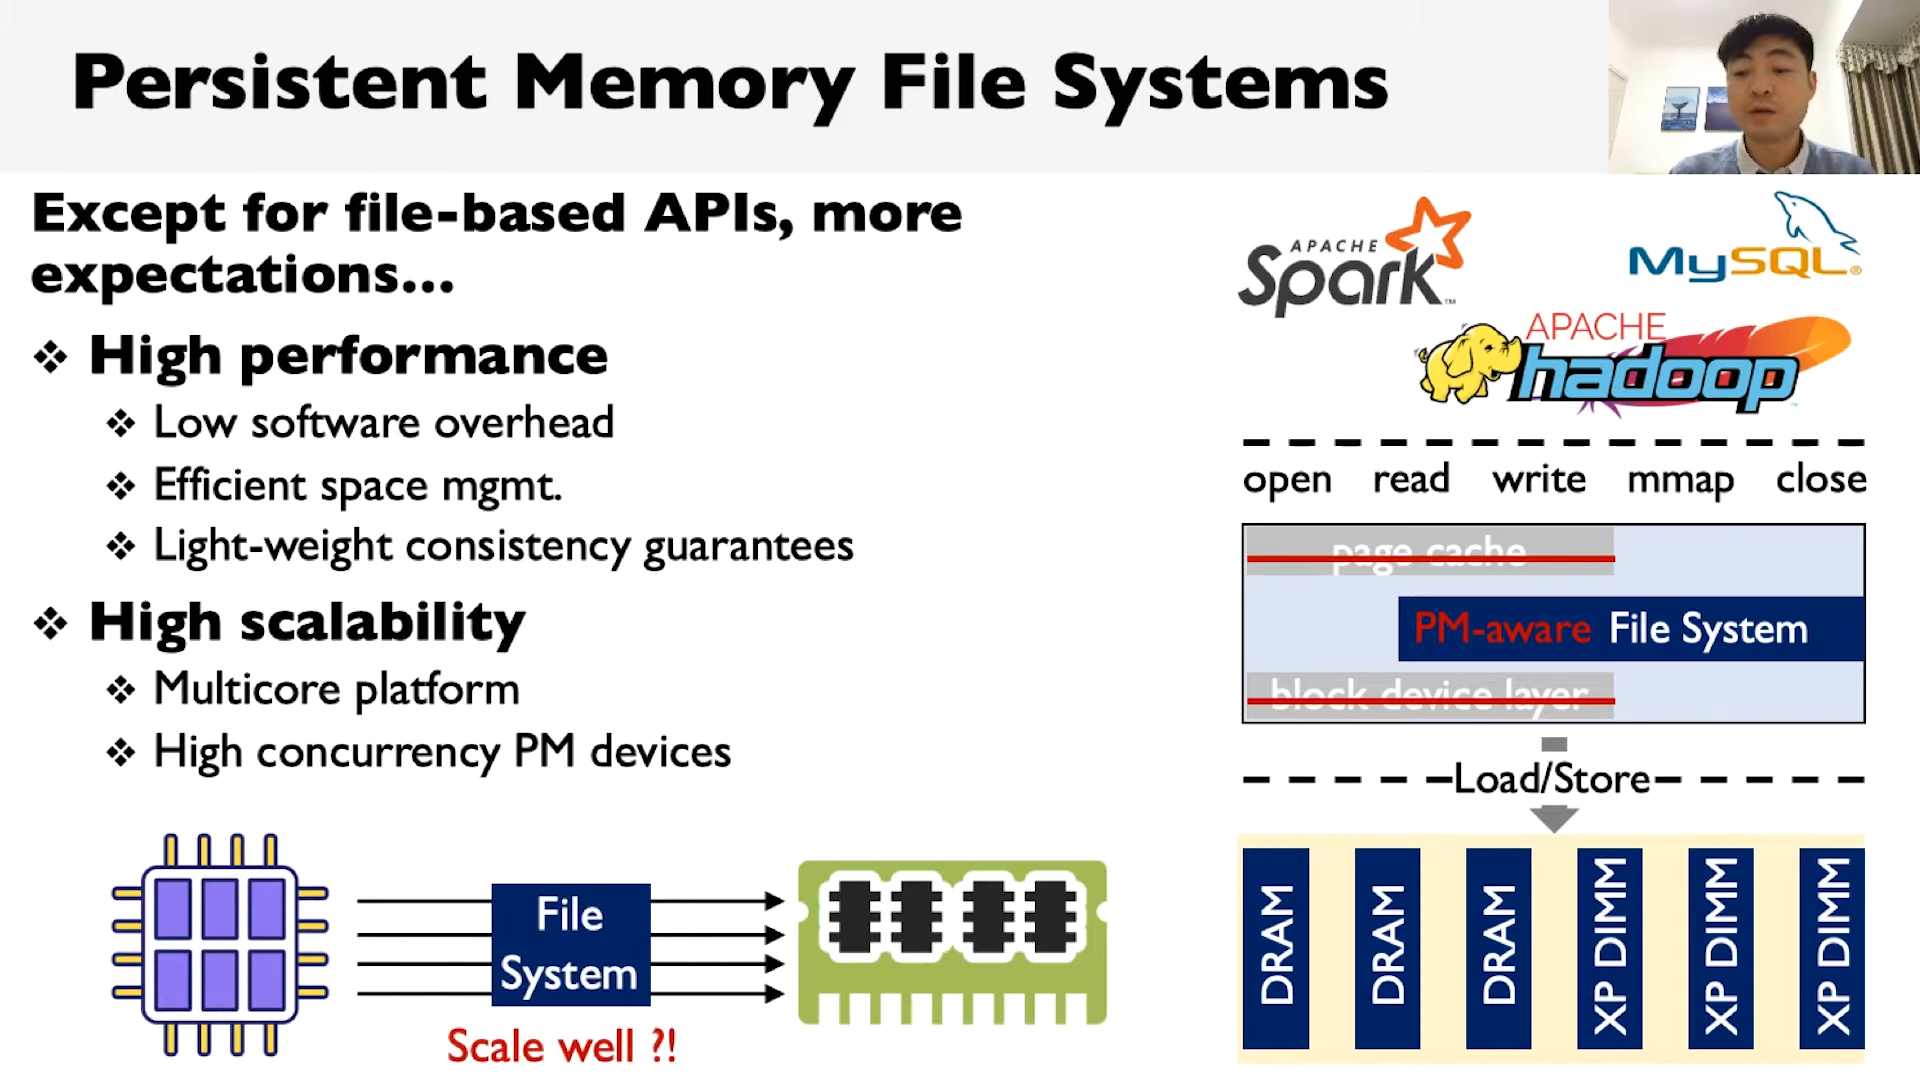 Persistent Memory File Systems
Except for file-based APIs, more
expectations...
❖ High performance
❖ Low software overhead
❖ Efficient space mgmt.
❖ Light-weight consistency guarantees
❖ High scalability
❖ Multicore platform
❖ High concurrency PM devices
File
System
Scale well ?!
APACHE
Spark™
MySQL®
APACHE
hadoop
open read write mmap close
page cache
PM-aware File System
block device layer
Load/Store
DRAM
DRAM
DRAM
XP DIMM
XP DIMM
XP DIMM